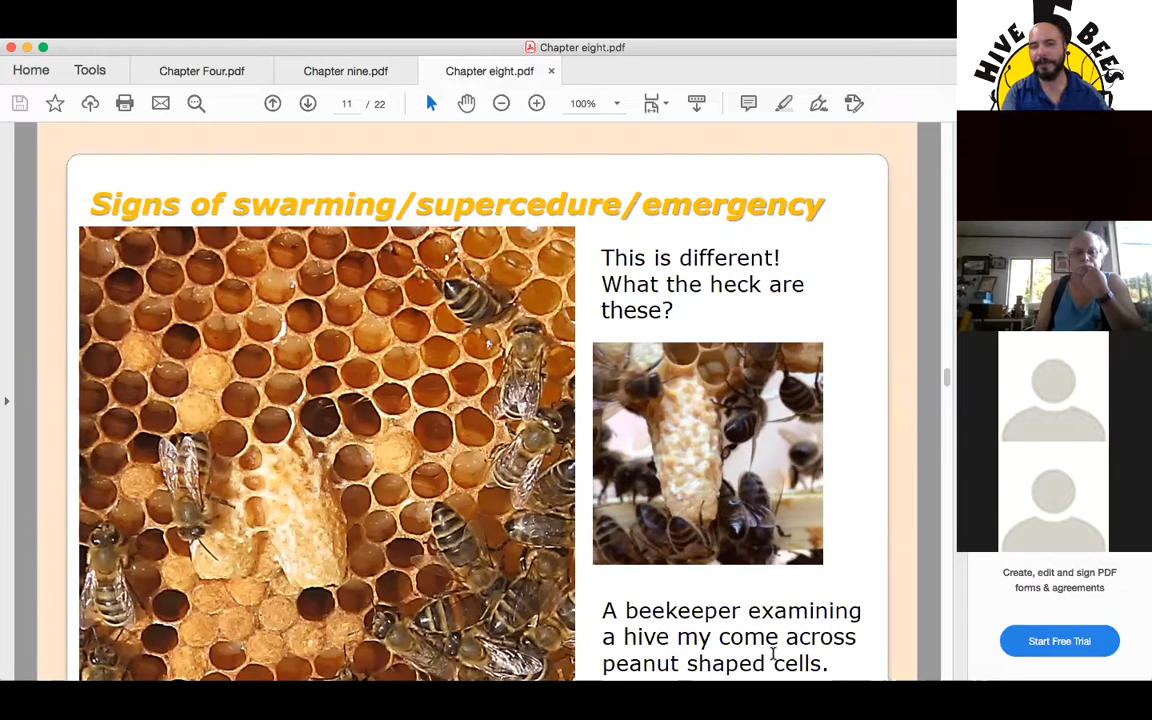 Chapter eight.pdf
Home
Tools
Chapter Four.pdf
Chapter nine.pdf
Chapter eight.pdf ×
11 / 22
100%
HIVE 5 BEES
Signs of swarming/supercedure/emergency
This is different!
What the heck are
these?
A beekeeper examining
a hive my come across
peanut shaped cells.
Create, edit and sign PDF
forms & agreements
Start Free Trial